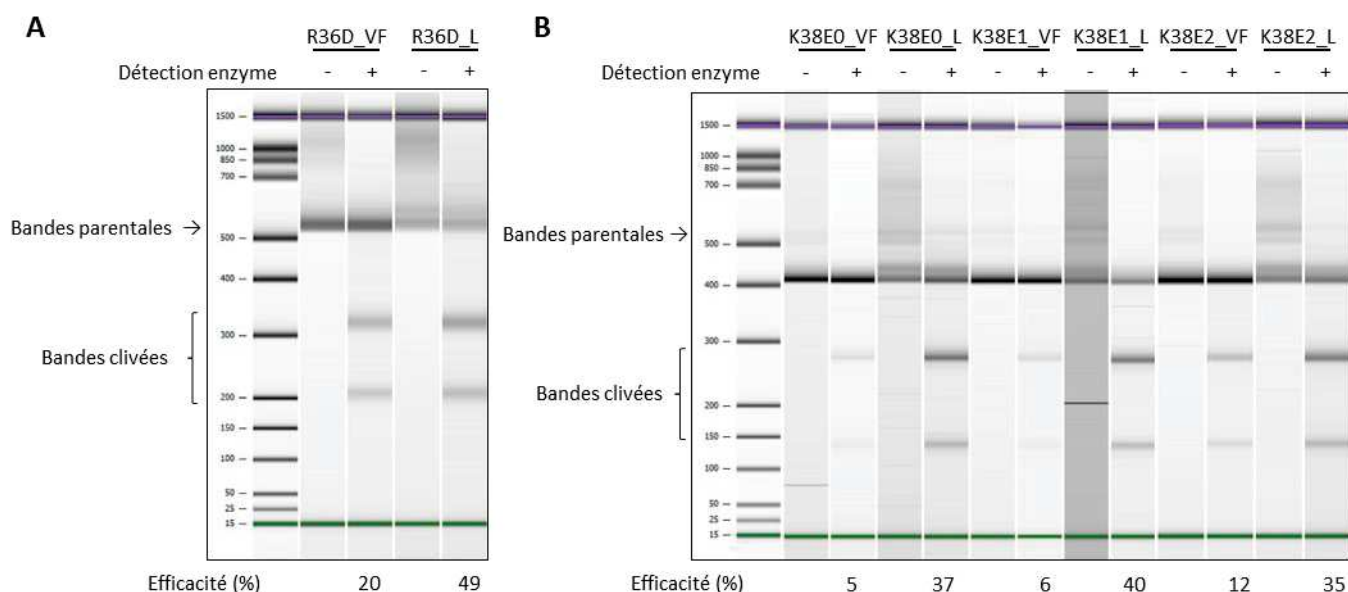 A
R36D_VF R36D_L
Détection enzyme - + - +
1500
1000
850
700
Bandes parentales →
500
400
300
Bandes clivées
200
150
100
50
25
15
Efficacité (%) 20 49
B
K38E0_VF K38E0_L K38E1_VF K38E1_L K38E2_VF K38E2_L
Détection enzyme - + - + - + - + - + - +
1500
1000
850
700
Bandes parentales →
500
400
300
Bandes clivées
200
150
100
50
25
15
Efficacité (%) 5 37 6 40 12 35